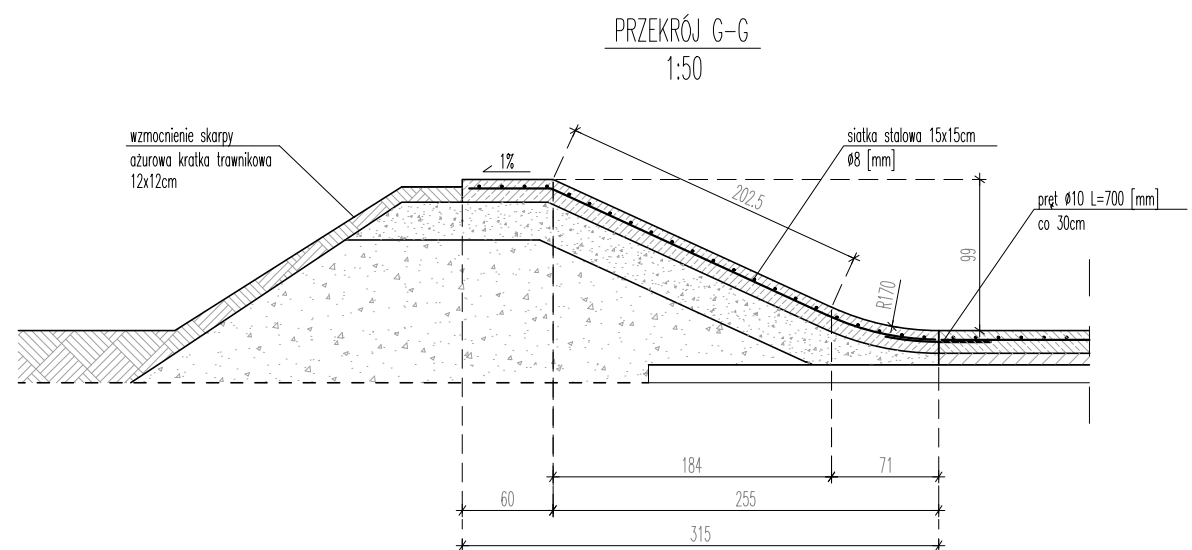 PRZEKRÓJ G-G
1:50
wzmocnienie skarpy
ażurowa kratka trawnikowa
12x12cm
1%
202.5
siatka stalowa 15x15cm
Ø8 [mm]
pręt Ø10 L=700 [mm]
co 30cm
99
R170
184
71
60
255
315